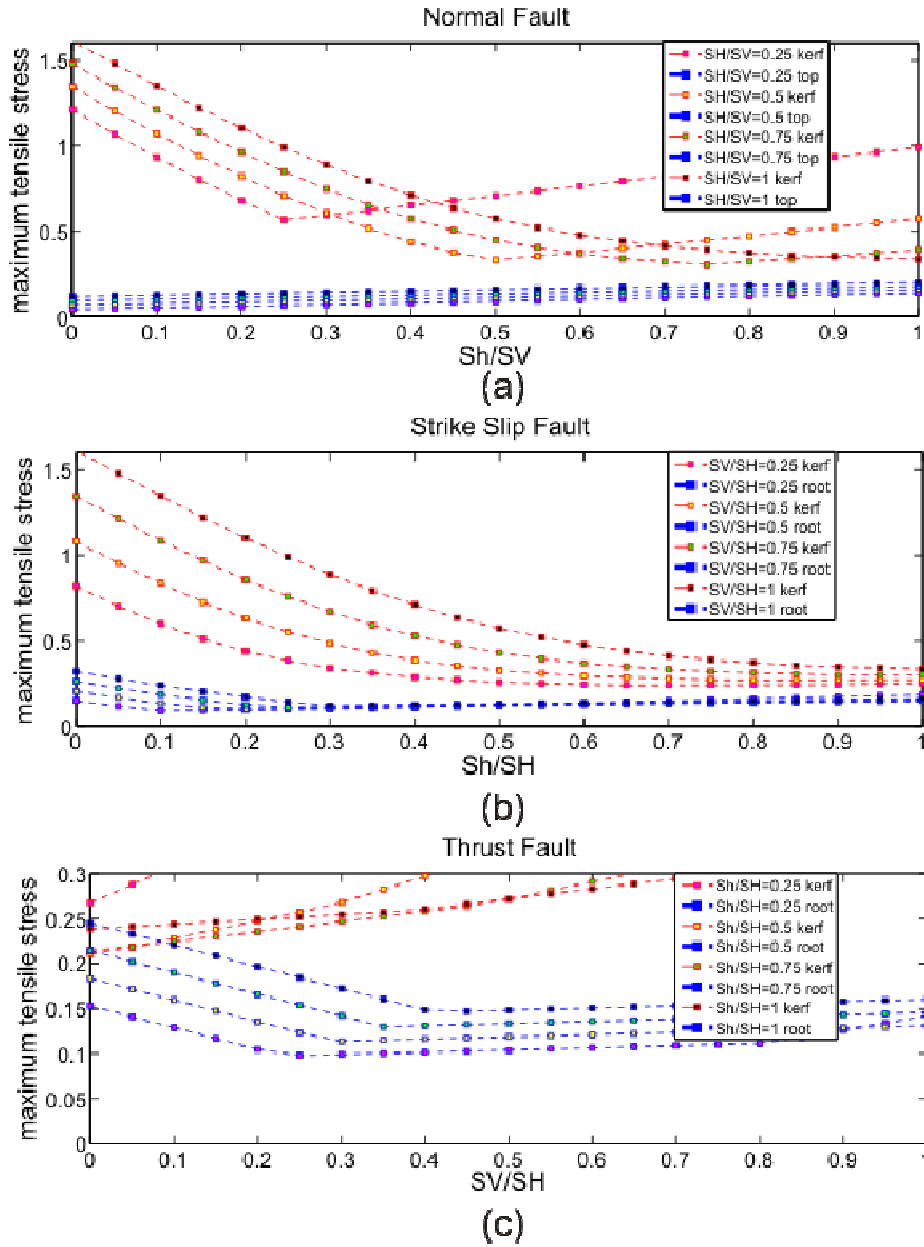 Normal Fault
maximum tensile stress
1.5
1
0.5
0
SH/SV=0.25 kerf
SH/SV=0.25 top
SH/SV=0.5 kerf
SH/SV=0.5 top
SH/SV=0.75 kerf
SH/SV=0.75 top
SH/SV=1 kerf
SH/SV=1 top
0 0.1 0.2 0.3 0.4 0.5 0.6 0.7 0.8 0.9 1
Sh/SV
(a)
Strike Slip Fault
maximum tensile stress
1.5
1
0.5
0
SV/SH=0.25 kerf
SV/SH=0.25 root
SV/SH=0.5 kerf
SV/SH=0.5 root
SV/SH=0.75 kerf
SV/SH=0.75 root
SV/SH=1 kerf
SV/SH=1 root
0 0.1 0.2 0.3 0.4 0.5 0.6 0.7 0.8 0.9 1
Sh/SH
(b)
Thrust Fault
maximum tensile stress
0.3
0.25
0.2
0.15
0.1
0.05
0
Sh/SH=0.25 kerf
Sh/SH=0.25 root
Sh/SH=0.5 kerf
Sh/SH=0.5 root
Sh/SH=0.75 kerf
Sh/SH=0.75 root
Sh/SH=1 kerf
Sh/SH=1 root
0 0.1 0.2 0.3 0.4 0.5 0.6 0.7 0.8 0.9 1
SV/SH
(c)